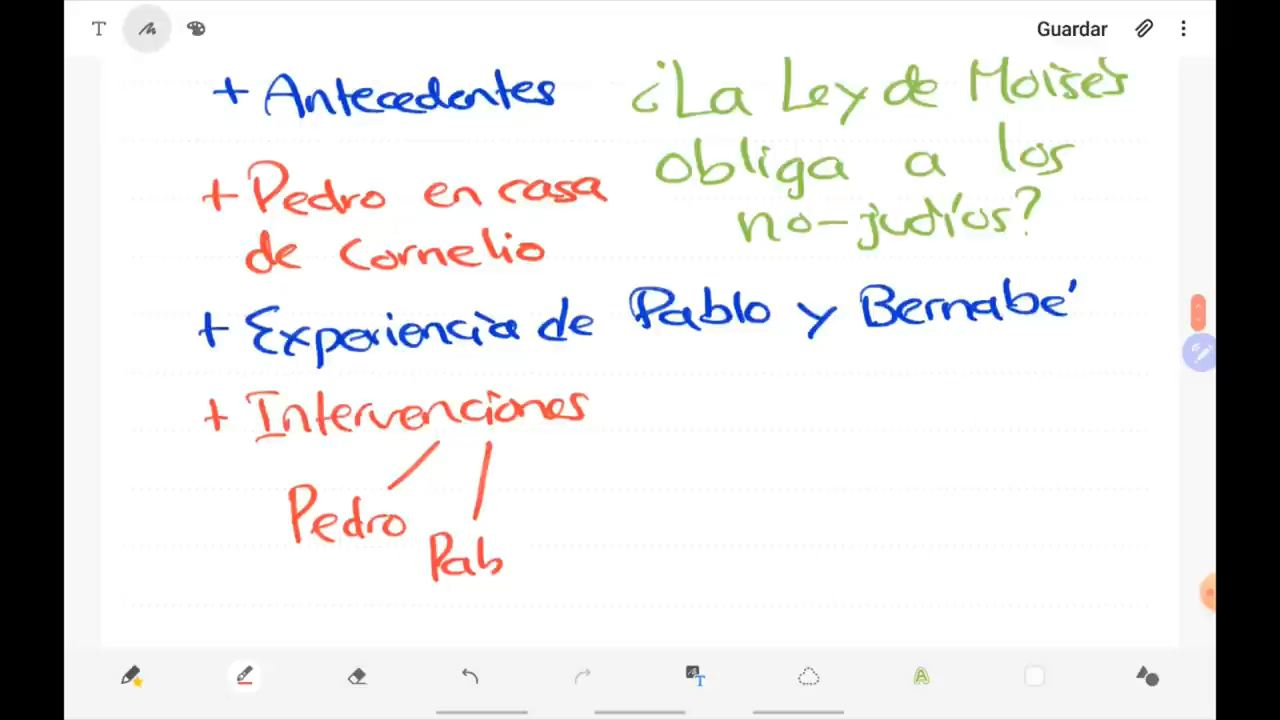 Guardar
+ Antecedentes
¿La Ley de Moisés
obliga a los
no-judíos?
+ Pedro en casa
de Cornelio
+ Experiencia de Pablo y Bernabé
+ Intervenciones
Pedro
Pab